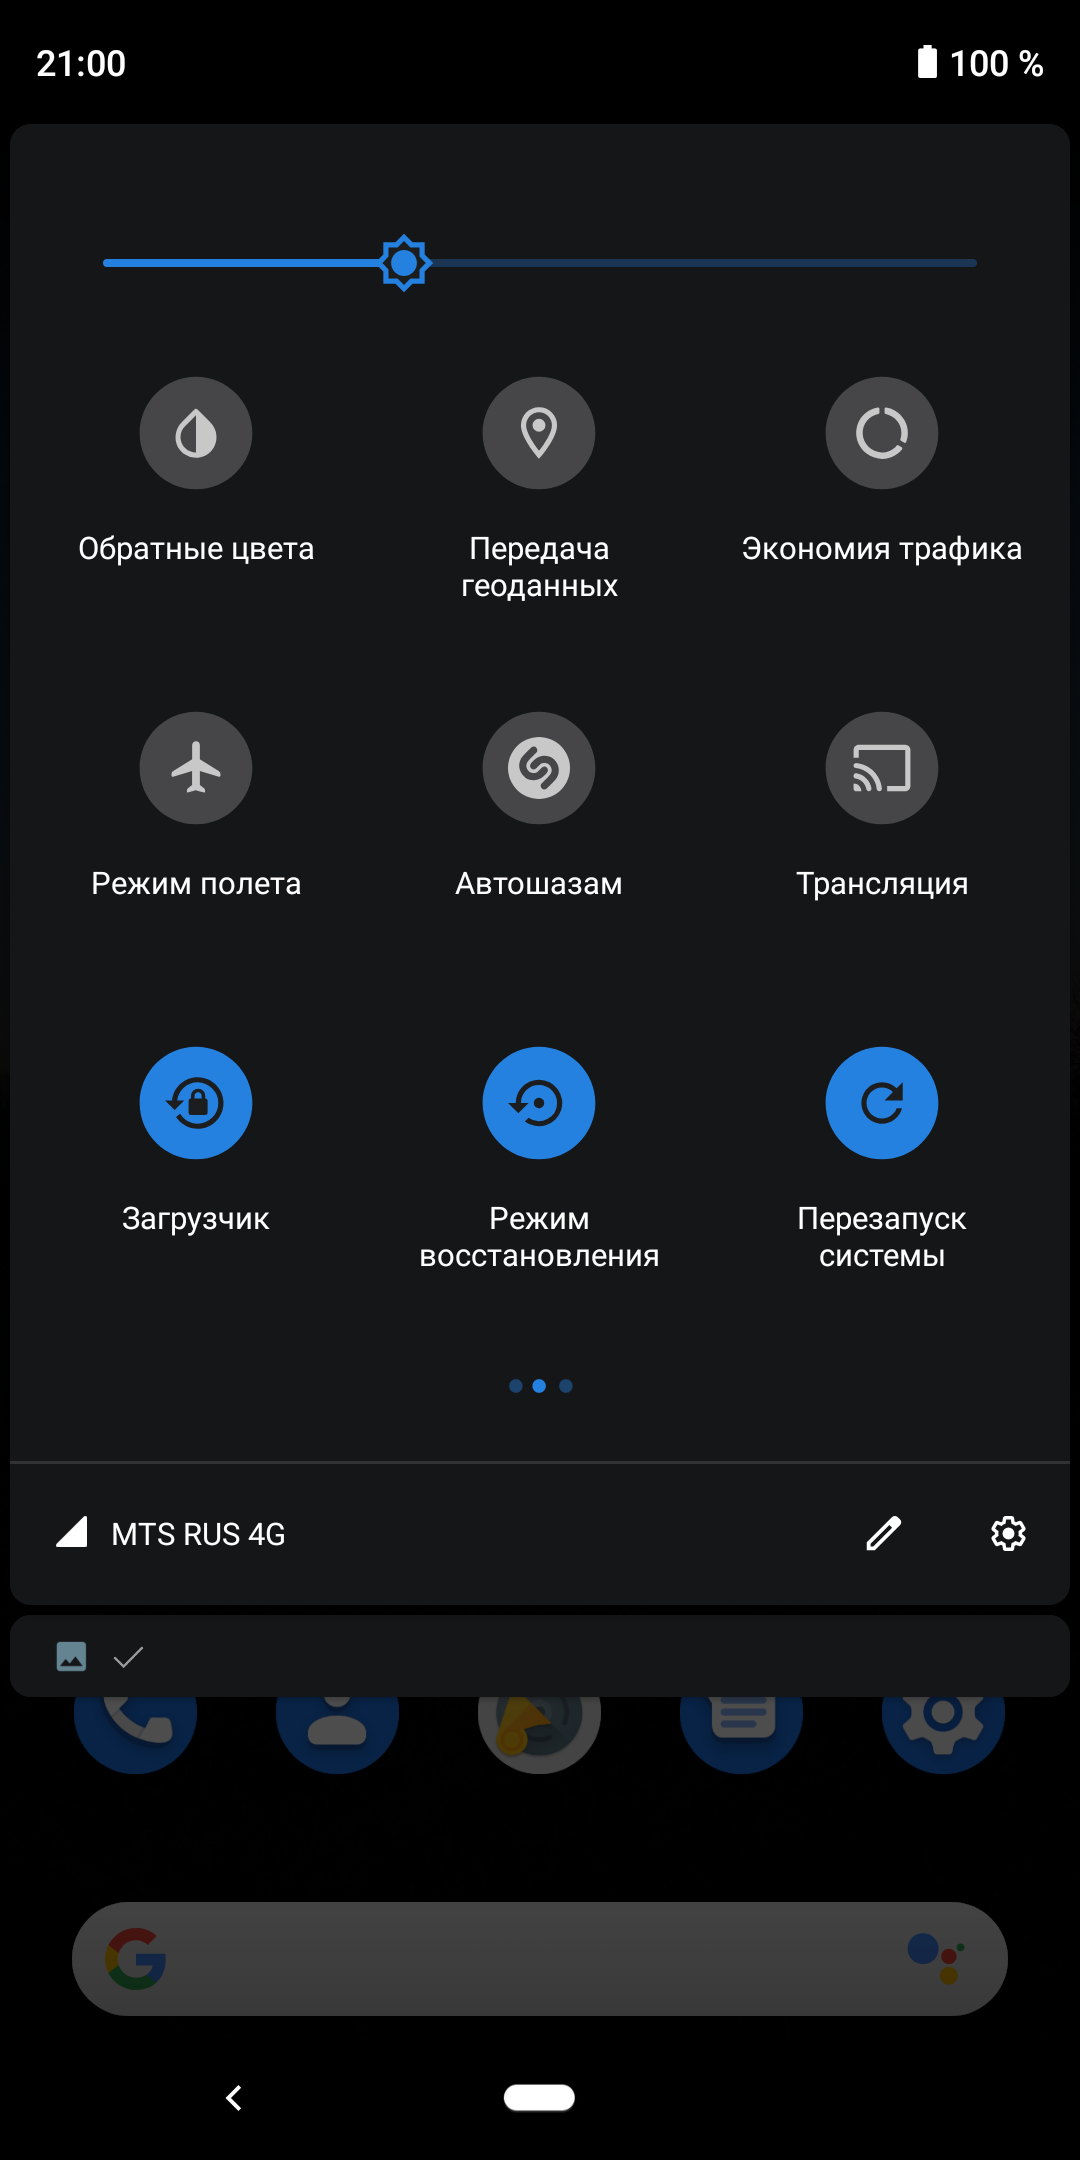 21:00
100 %
Обратные цвета
Передача
геоданных
Экономия трафика
Режим полета
Автошазам
Трансляция
Загрузчик
Режим
восстановления
Перезапуск
системы
MTS RUS 4G